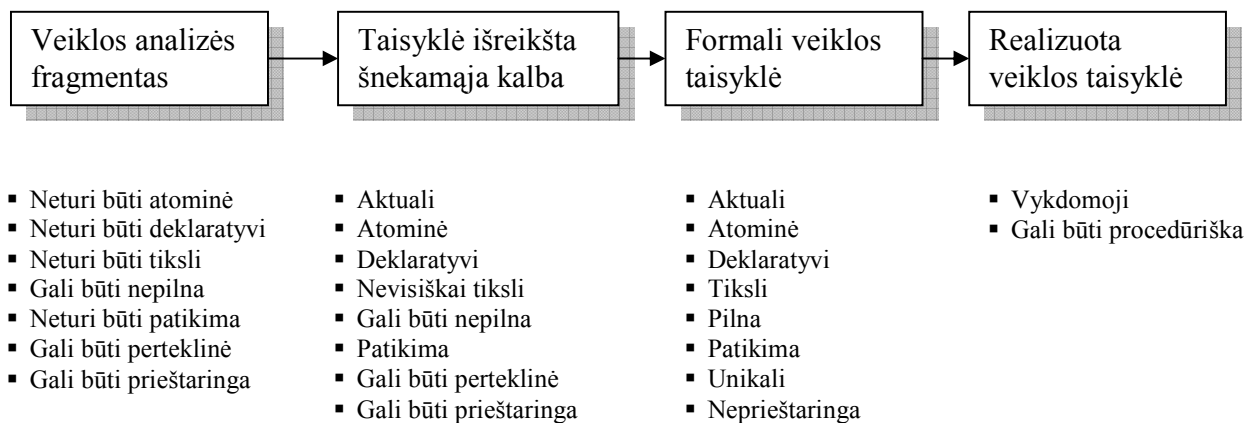 Veiklos analizės
fragmentas
Taisyklė išreikšta
šnekamąja kalba
Formali veiklos
taisyklė
Realizuota
veiklos taisyklė
▪ Neturi būti atominė
▪ Neturi būti deklaratyvi
▪ Neturi būti tiksli
▪ Gali būti nepilna
▪ Neturi būti patikima
▪ Gali būti perteklinė
▪ Gali būti prieštaringa
▪ Aktuali
▪ Atominė
▪ Deklaratyvi
▪ Nevisiškai tiksli
▪ Gali būti nepilna
▪ Patikima
▪ Gali būti perteklinė
▪ Gali būti prieštaringa
▪ Aktuali
▪ Atominė
▪ Deklaratyvi
▪ Tiksli
▪ Pilna
▪ Patikima
▪ Unikali
▪ Neprieštaringa
▪ Vykdomoji
▪ Gali būti procedūriška